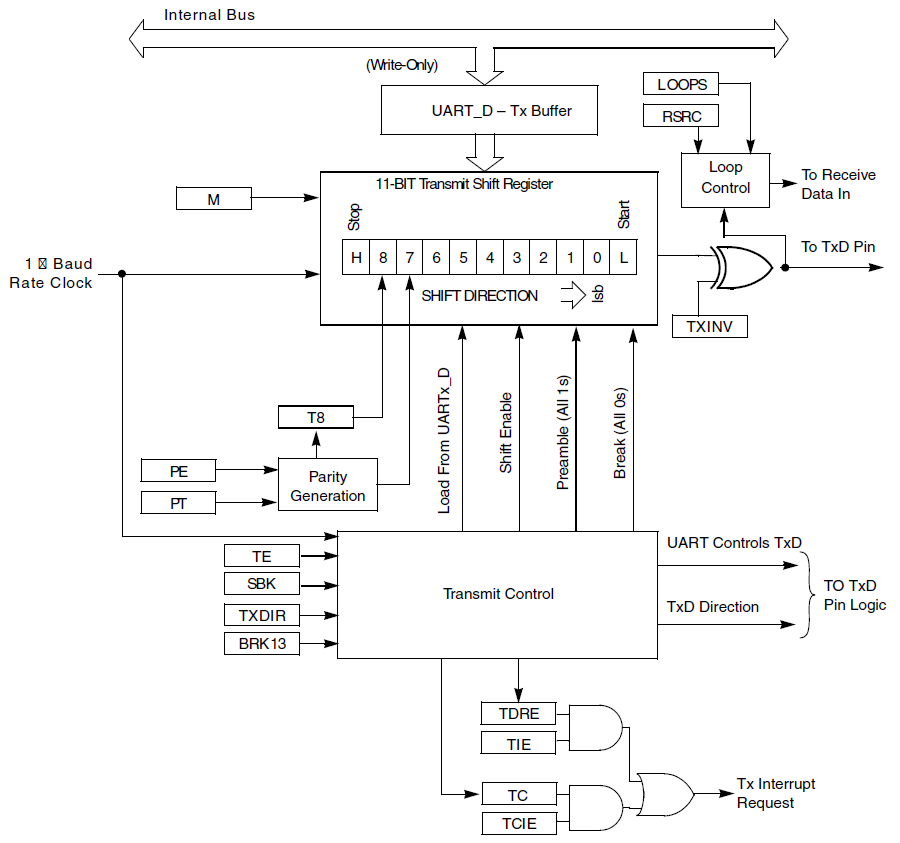 Internal Bus
(Write-Only)
UART_D – Tx Buffer
LOOPS
RSRC
Loop
Control
To Receive
Data In
11-BIT Transmit Shift Register
M
Stop
Start
H 8 7 6 5 4 3 2 1 0 L
SHIFT DIRECTION
lsb
To TxD Pin
1 Baud
Rate Clock
TXINV
T8
Load From UARTx_D
Shift Enable
Preamble (All 1s)
Break (All 0s)
PE
PT
Parity
Generation
TE
SBK
TXDIR
BRK13
Transmit Control
UART Controls TxD
TxD Direction
TO TxD
Pin Logic
TDRE
TIE
TC
TCIE
Tx Interrupt
Request